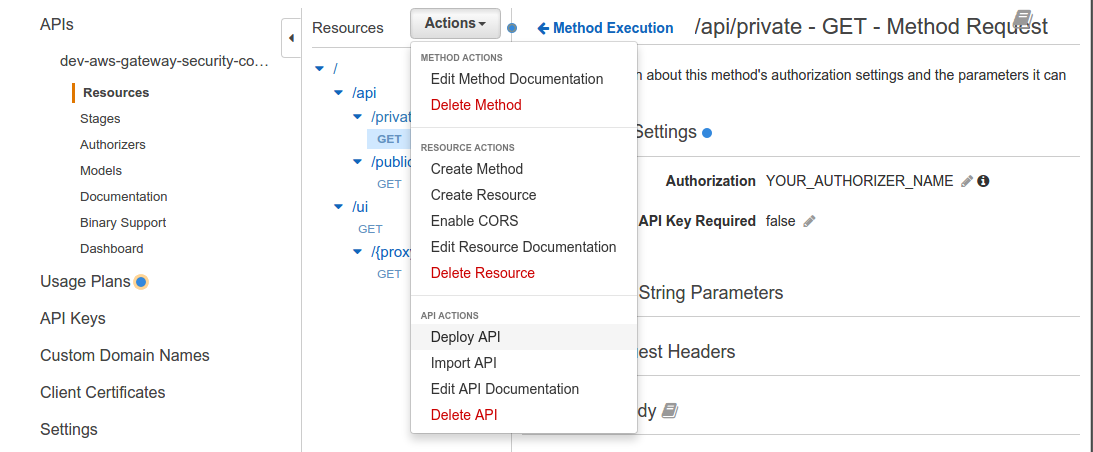 APIs
dev-aws-gateway-security-co...
Resources
Stages
Authorizers
Models
Documentation
Binary Support
Dashboard
Usage Plans
API Keys
Custom Domain Names
Client Certificates
Settings
Resources
Actions
/
/api
/privat
GET
/public
GET
/ui
GET
/{prox
GET
METHOD ACTIONS
Edit Method Documentation
Delete Method
RESOURCE ACTIONS
Create Method
Create Resource
Enable CORS
Edit Resource Documentation
Delete Resource
API ACTIONS
Deploy API
Import API
Edit API Documentation
Delete API
Method Execution
/api/private - GET - Method Request
about this method's authorization settings and the parameters it can
Settings
Authorization YOUR_AUTHORIZER_NAME
API Key Required false
String Parameters
est Headers
dy